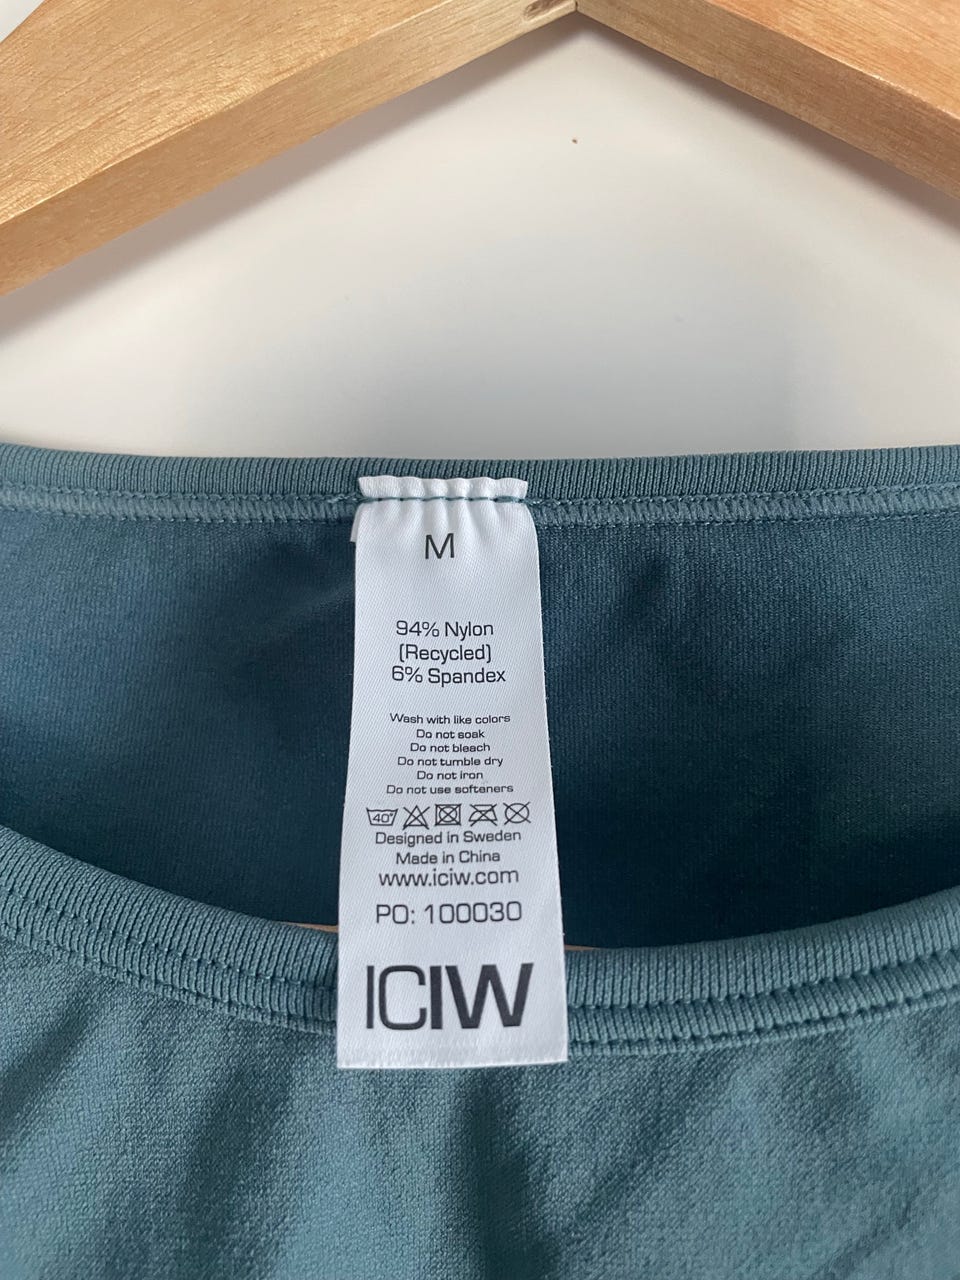 M
94% Nylon
(Recycled)
6% Spandex
Wash with like colors
Do not soak
Do not bleach
Do not tumble dry
Do not iron
Do not use softeners
40°
Designed in Sweden
Made in China
www.iciw.com
PO: 100030
ICIW